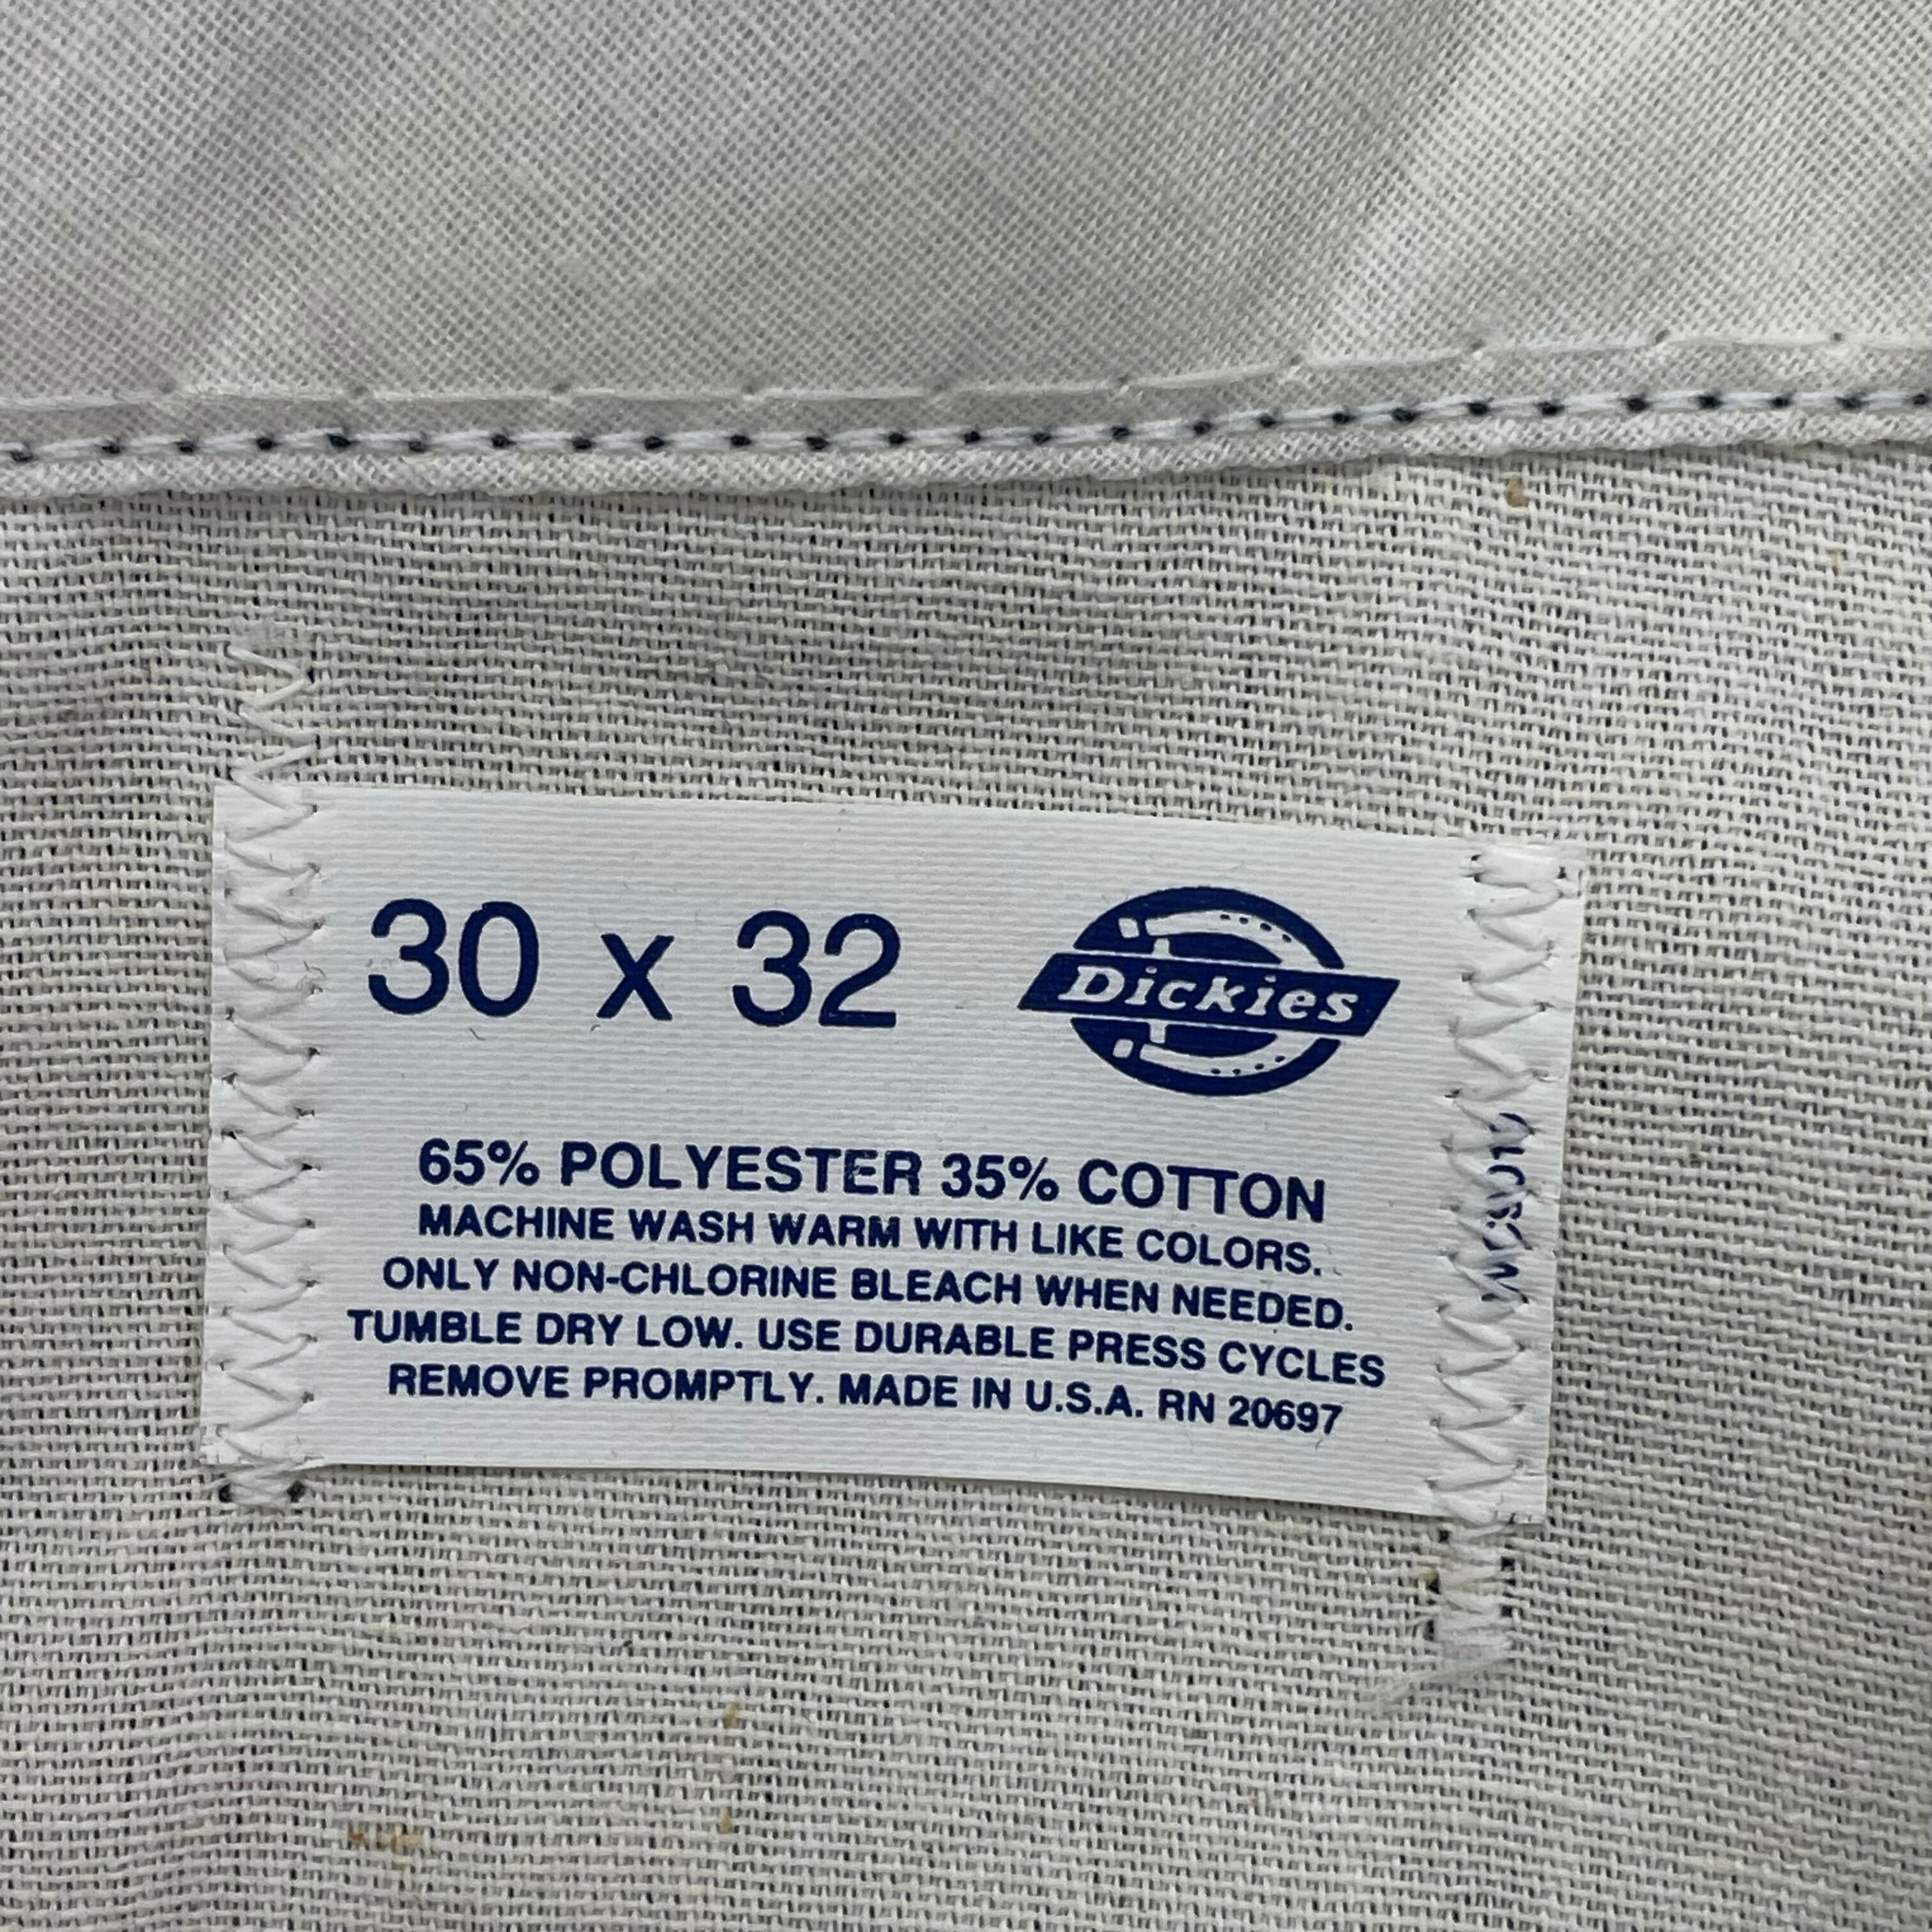 30 x 32
Dickies
65% POLYESTER 35% COTTON
MACHINE WASH WARM WITH LIKE COLORS.
ONLY NON-CHLORINE BLEACH WHEN NEEDED.
TUMBLE DRY LOW. USE DURABLE PRESS CYCLES
REMOVE PROMPTLY. MADE IN U.S.A. RN 20697